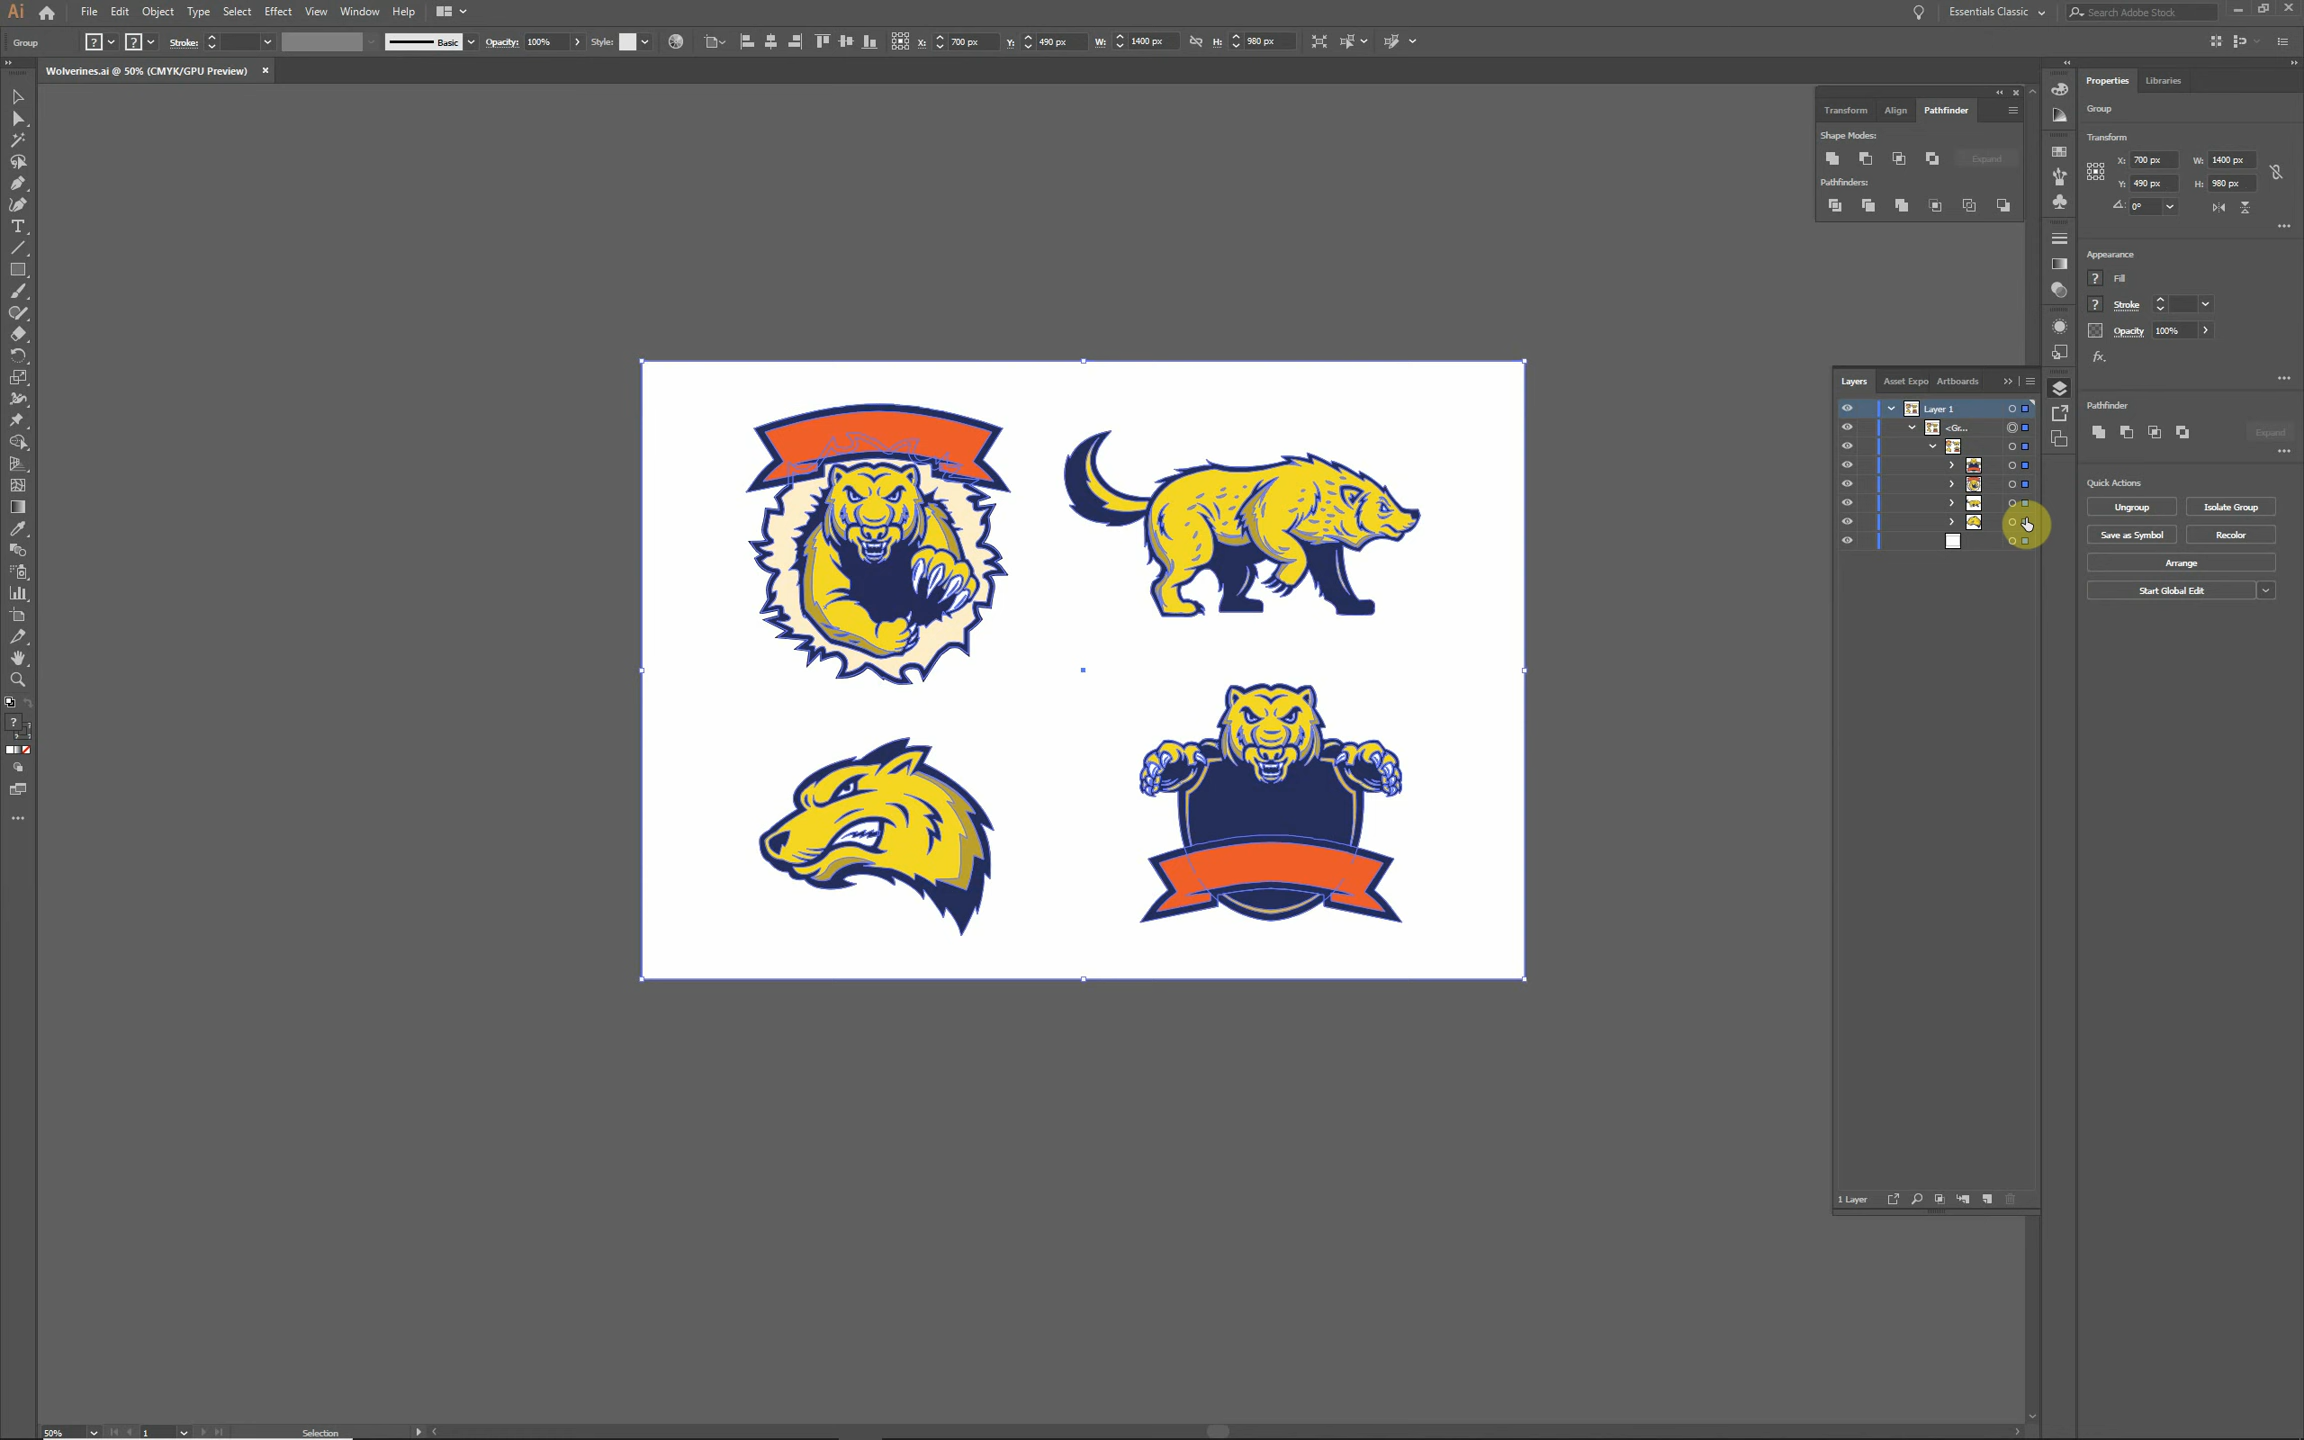 Ai File Edit Object Type Select Effect View Window Help Essentials Classic Search Adobe Stock
Group ? ? Stroke: Basic Opacity: 100% Style: X: 700 px Y: 490 px W: 1400 px H: 980 px
Wolverines.ai @ 50% (CMYK/GPU Preview) ×
Transform Align Pathfinder
Shape Modes:
Expand
Pathfinders:
Layers Asset Expo Artboards
Layer 1
<Gr...
1 Layer
Properties Libraries
Group
Transform
X: 700 px W: 1400 px
Y: 490 px H: 980 px
0°
Appearance
? Fill
? Stroke
Opacity 100%
fx.
Pathfinder
Expand
Quick Actions
Ungroup Isolate Group
Save as Symbol Recolor
Arrange
Start Global Edit
?
50% 1 Selection